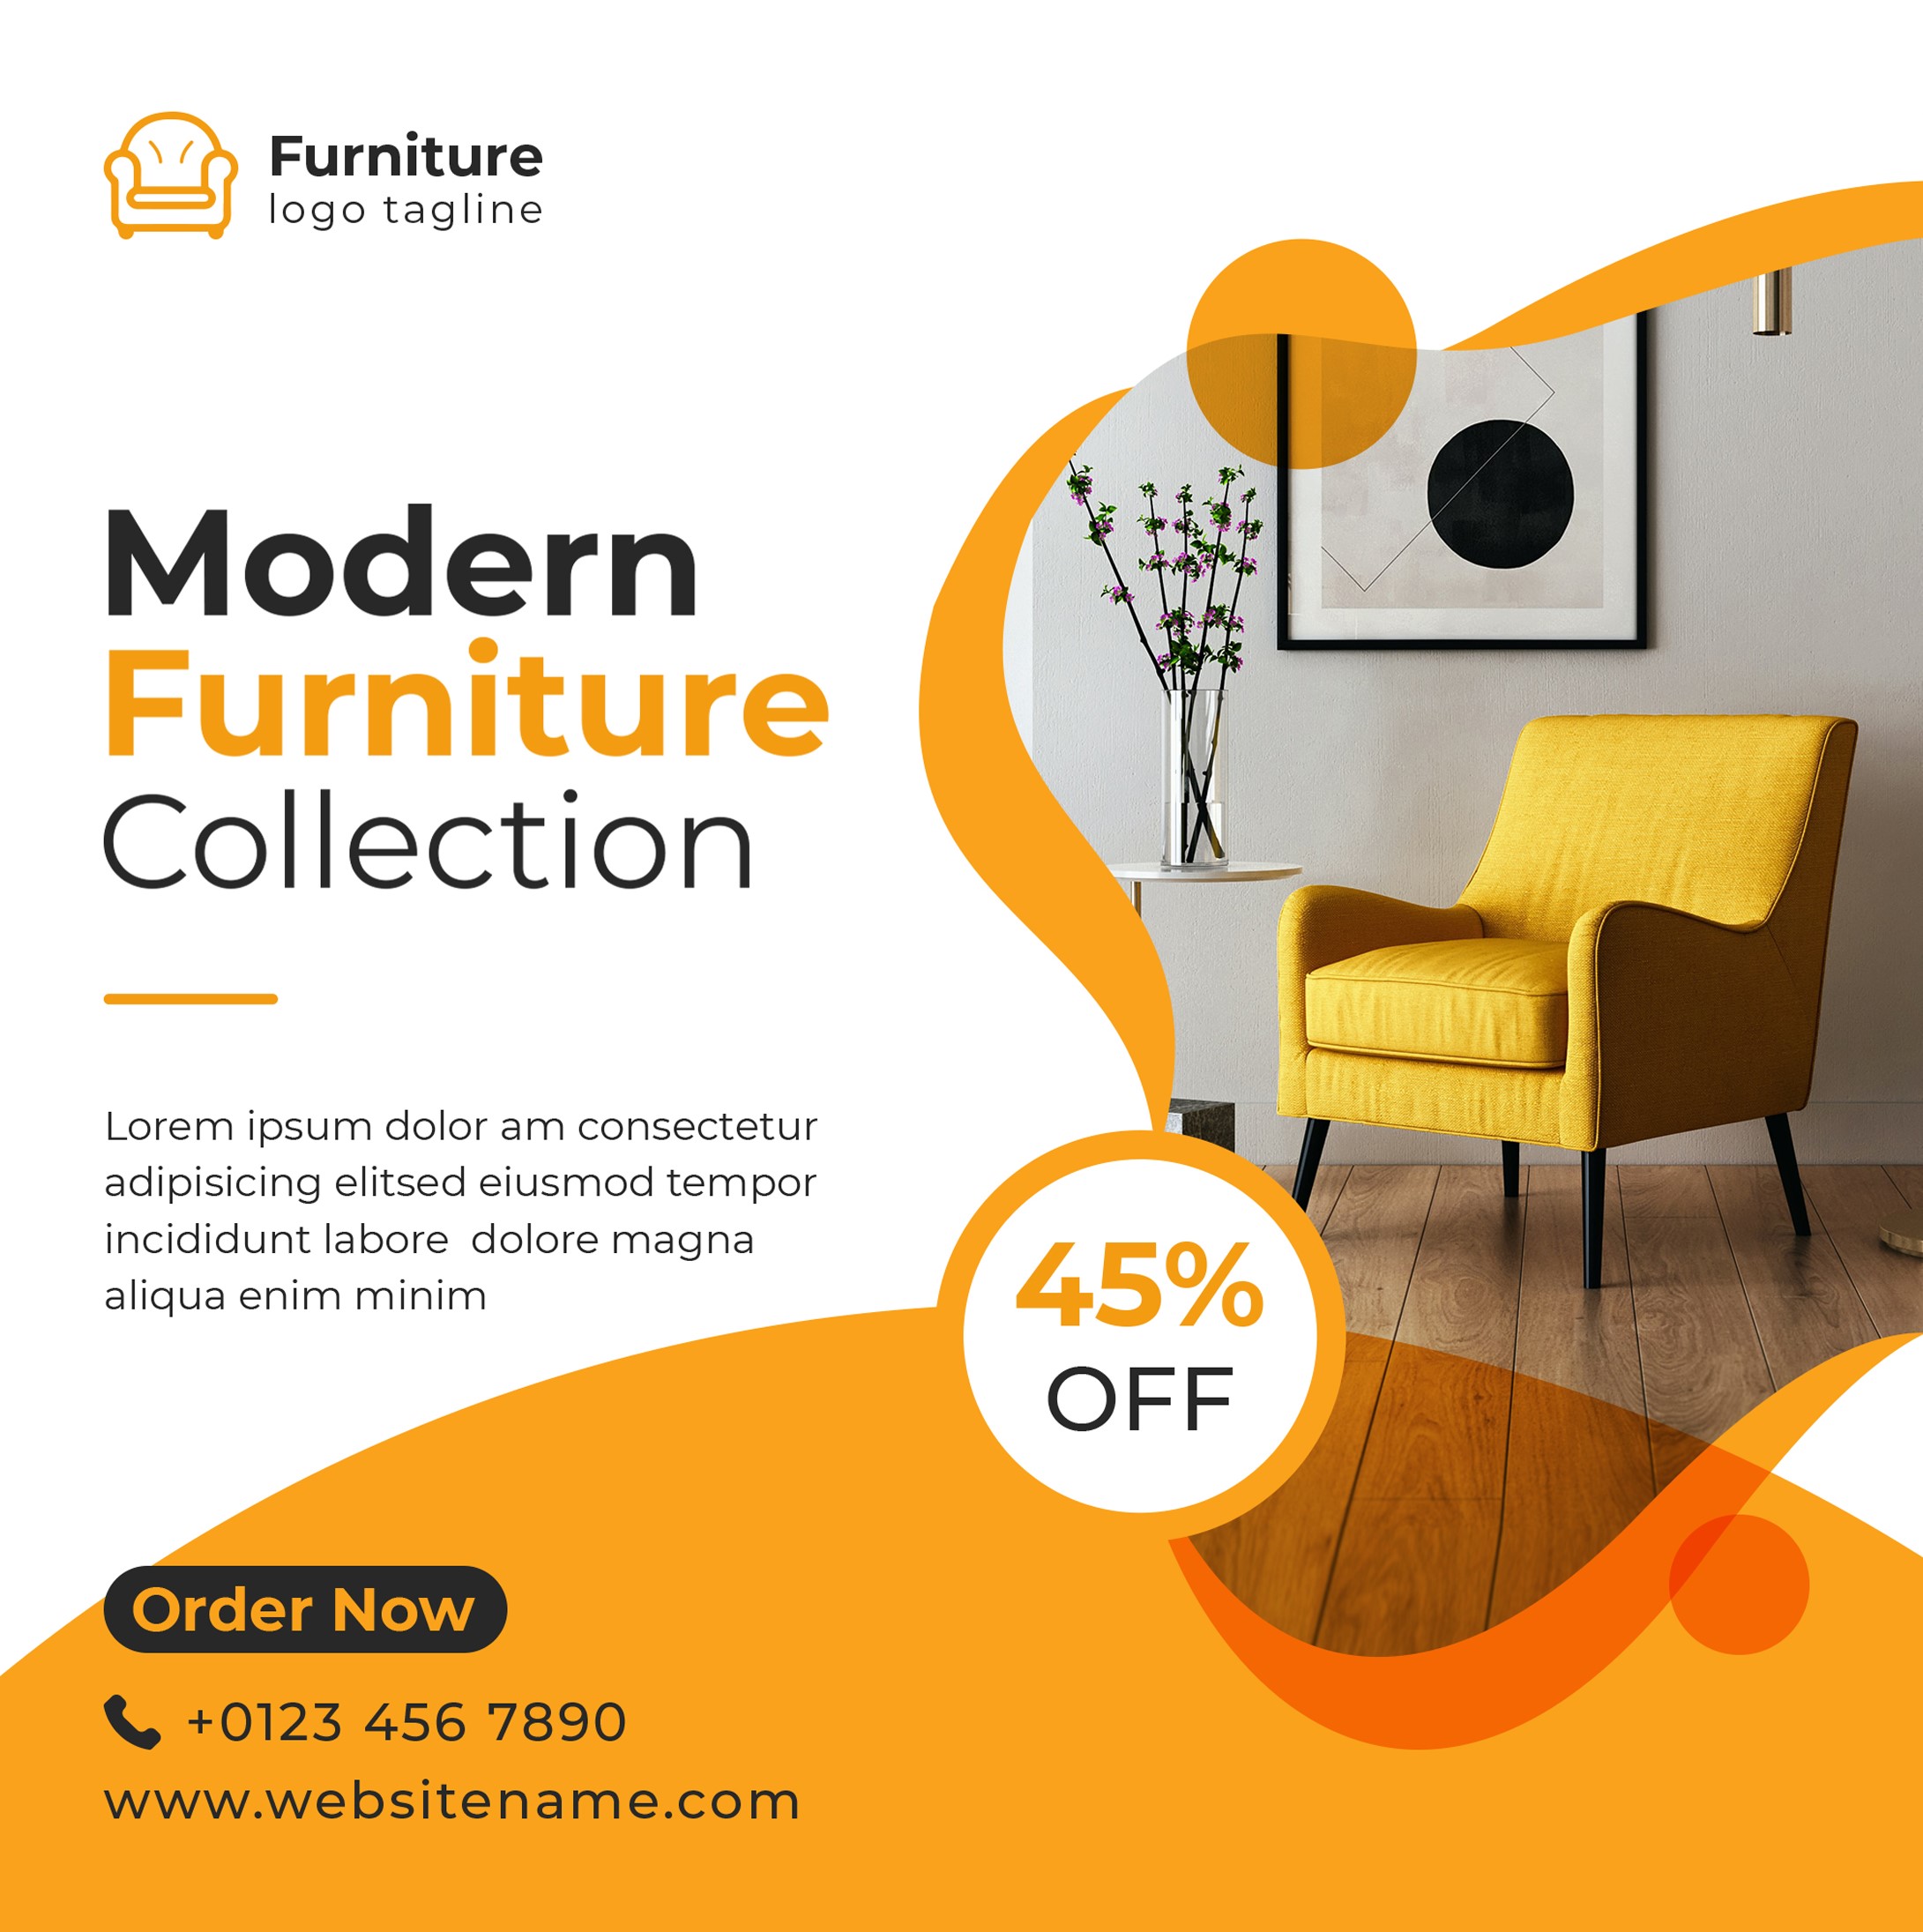 Furniture
logo tagline
Modern
Furniture
Collection
Lorem ipsum dolor am consectetur
adipisicing elitsed eiusmod tempor
incididunt labore  dolore magna
aliqua enim minim
45%
OFF
Order Now
+0123 456 7890
www.websitename.com